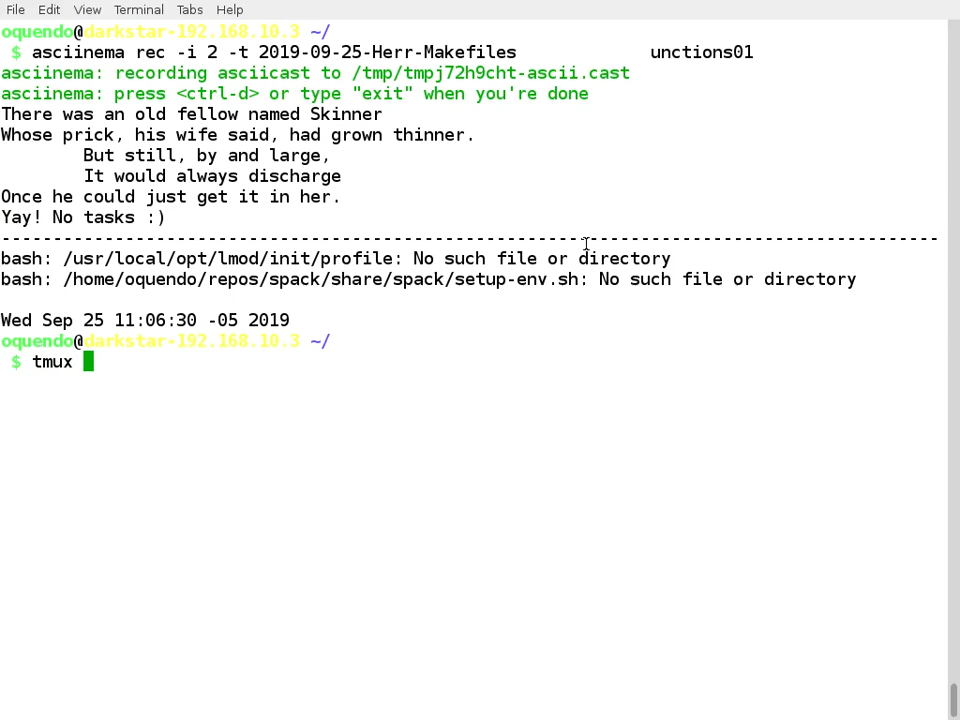 File Edit View Terminal Tabs Help
oquendo@darkstar-192.168.10.3 ~/
$ asciinema rec -i 2 -t 2019-09-25-Herr-Makefiles             unctions01
asciinema: recording asciicast to /tmp/tmpj72h9cht-ascii.cast
asciinema: press <ctrl-d> or type "exit" when you're done
There was an old fellow named Skinner
Whose prick, his wife said, had grown thinner.
        But still, by and large,
        It would always discharge
Once he could just get it in her.
Yay! No tasks :)
-------------------------------------------------------------------------------------------
bash: /usr/local/opt/lmod/init/profile: No such file or directory
bash: /home/oquendo/repos/spack/share/spack/setup-env.sh: No such file or directory
Wed Sep 25 11:06:30 -05 2019
oquendo@darkstar-192.168.10.3 ~/
$ tmux